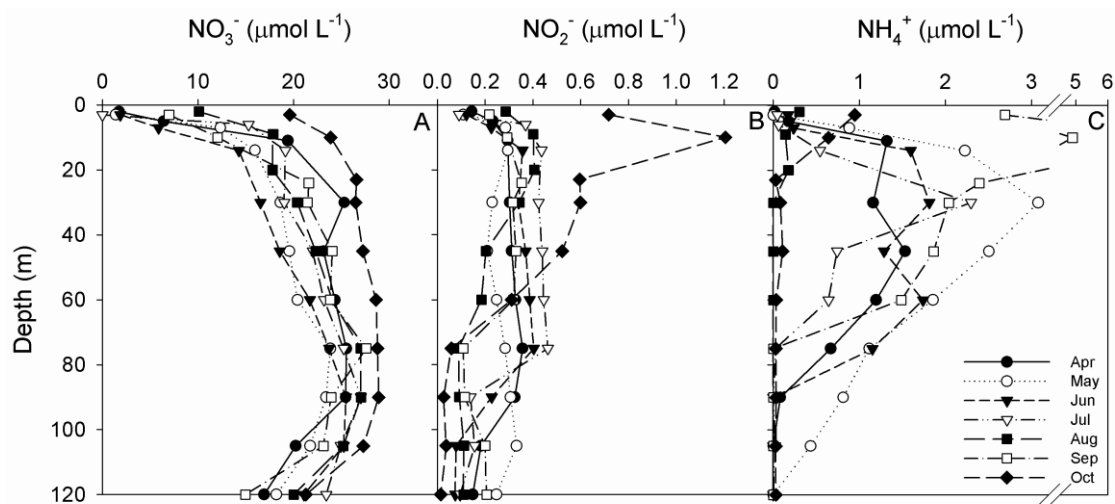 NO₃⁻ (μmol L⁻¹) NO₂⁻ (μmol L⁻¹) NH₄⁺ (μmol L⁻¹)
0 10 20 30 0.0 0.2 0.4 0.6 0.8 1.0 1.2 0 1 2 3 5 6
0 A B C
20
40
60
80
100
120
Depth (m)
Apr
May
Jun
Jul
Aug
Sep
Oct